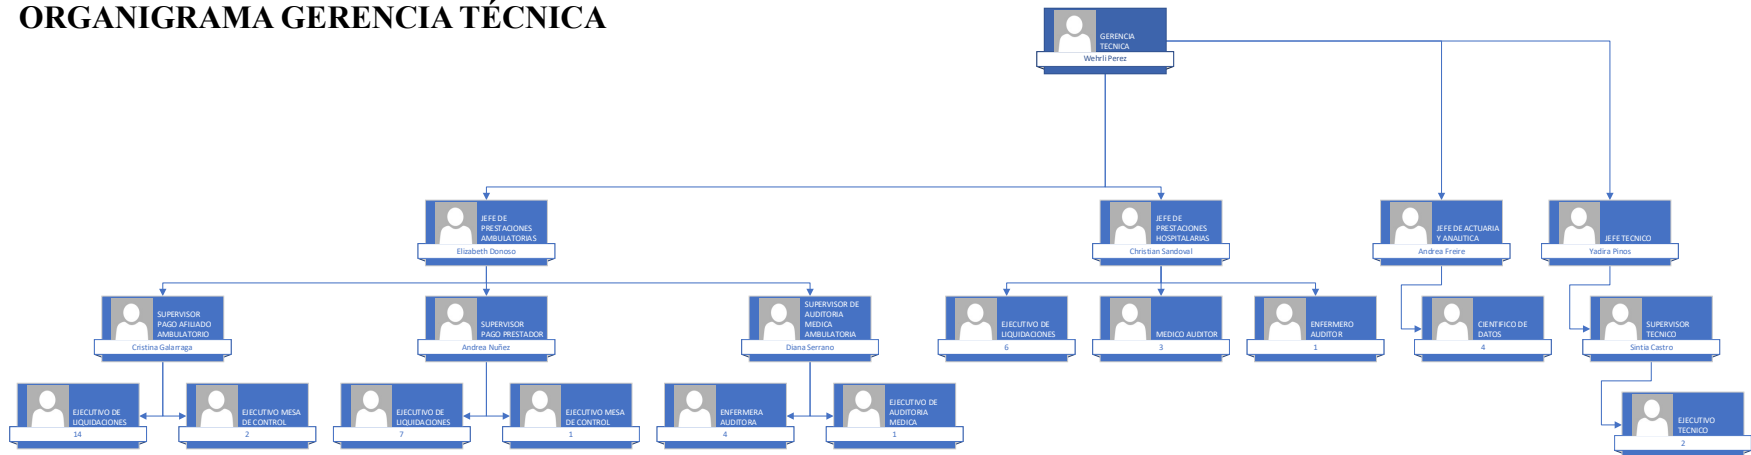 ORGANIGRAMA GERENCIA TÉCNICA
GERENCIA
TECNICA
Wehrli Perez
JEFE DE
PRESTACIONES
AMBULATORIAS
Elizabeth Donoso
JEFE DE
PRESTACIONES
HOSPITALARIAS
Christian Sandoval
JEFE DE ACTUARIA
Y ANALITICA
Andrea Freire
JEFE TECNICO
Yadira Pinos
SUPERVISOR
PAGO AFILIADO
AMBULATORIO
Cristina Galarraga
SUPERVISOR
PAGO PRESTADOR
Andrea Nuñez
SUPERVISOR DE
AUDITORIA
MEDICA
AMBULATORIA
Diana Serrano
EJECUTIVO DE
LIQUIDACIONES
6
MEDICO AUDITOR
3
ENFERMERO
AUDITOR
1
CIENTIFICO DE
DATOS
4
SUPERVISOR
TECNICO
Sintia Castro
EJECUTIVO DE
LIQUIDACIONES
14
EJECUTIVO MESA
DE CONTROL
2
EJECUTIVO DE
LIQUIDACIONES
7
EJECUTIVO MESA
DE CONTROL
1
ENFERMERA
AUDITORA
4
EJECUTIVO DE
AUDITORIA
MEDICA
1
EJECUTIVO
TECNICO
2